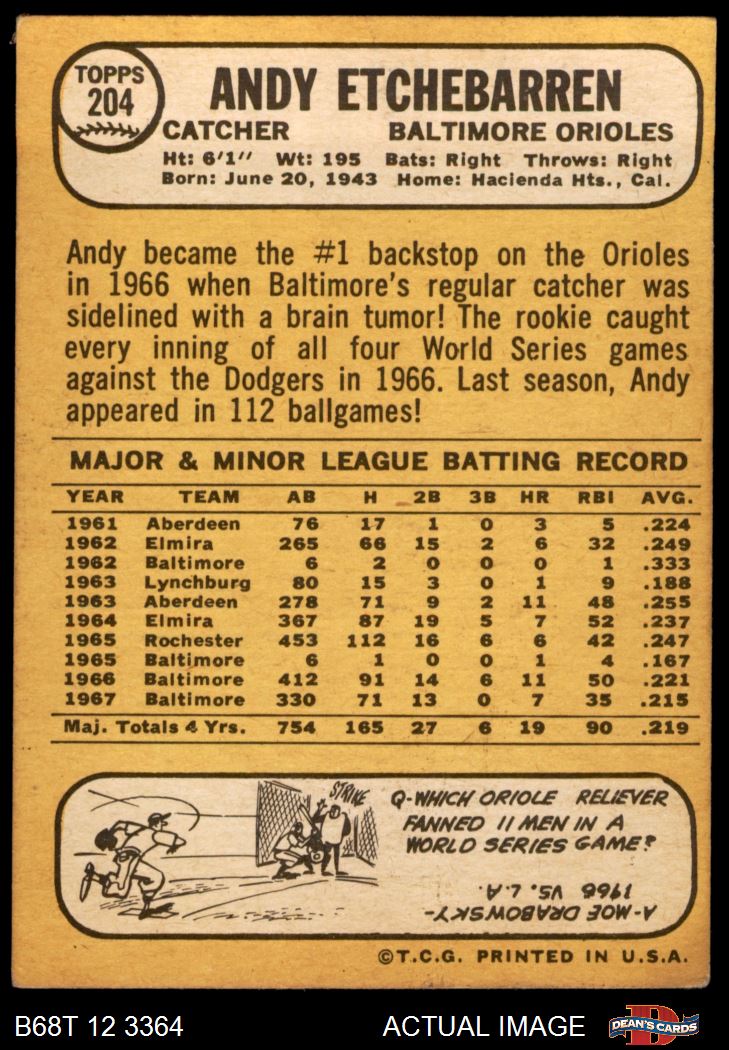 TOPPS
204
ANDY ETCHEBARREN
CATCHER BALTIMORE ORIOLES
Ht: 6'1" Wt: 195 Bats: Right Throws: Right
Born: June 20, 1943 Home: Hacienda Hts., Cal.
Andy became the #1 backstop on the Orioles
in 1966 when Baltimore's regular catcher was
sidelined with a brain tumor! The rookie caught
every inning of all four World Series games
against the Dodgers in 1966. Last season, Andy
appeared in 112 ballgames!
MAJOR & MINOR LEAGUE BATTING RECORD
YEAR TEAM AB H 2B 3B HR RBI AVG.
1961 Aberdeen 76 17 1 0 3 5 .224
1962 Elmira 265 66 15 2 6 32 .249
1962 Baltimore 6 2 0 0 0 1 .333
1963 Lynchburg 80 15 3 0 1 9 .188
1963 Aberdeen 278 71 9 2 11 48 .255
1964 Elmira 367 87 19 5 7 52 .237
1965 Rochester 453 112 16 6 6 42 .247
1965 Baltimore 6 1 0 0 1 4 .167
1966 Baltimore 412 91 14 6 11 50 .221
1967 Baltimore 330 71 13 0 7 35 .215
Maj. Totals 4 Yrs. 754 165 27 6 19 90 .219
STRIKE
Q-WHICH ORIOLE RELIEVER
FANNED 11 MEN IN A
WORLD SERIES GAME?
A-MOE DRABOWSKY-
1966 VS. L.A.
©T.C.G. PRINTED IN U.S.A.
B68T 12 3364 ACTUAL IMAGE DEAN'S CARDS